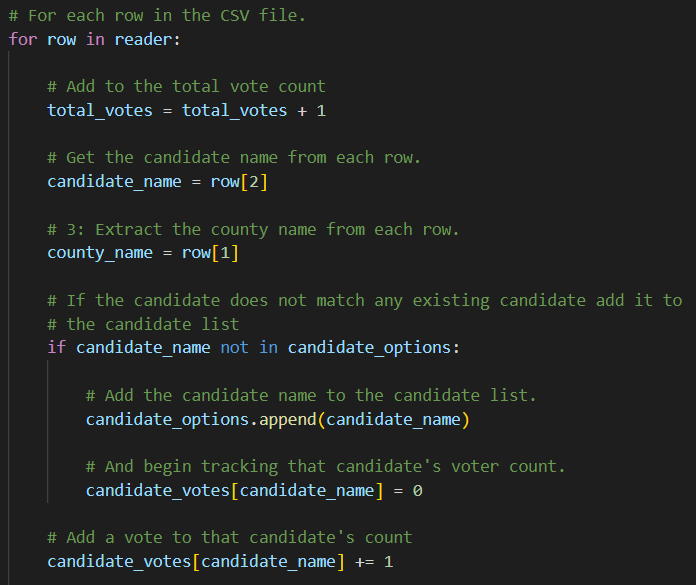 # For each row in the CSV file.
for row in reader:
# Add to the total vote count
total_votes = total_votes + 1
# Get the candidate name from each row.
candidate_name = row[2]
# 3: Extract the county name from each row.
county_name = row[1]
# If the candidate does not match any existing candidate add it to
# the candidate list
if candidate_name not in candidate_options:
# Add the candidate name to the candidate list.
candidate_options.append(candidate_name)
# And begin tracking that candidate's voter count.
candidate_votes[candidate_name] = 0
# Add a vote to that candidate's count
candidate_votes[candidate_name] += 1